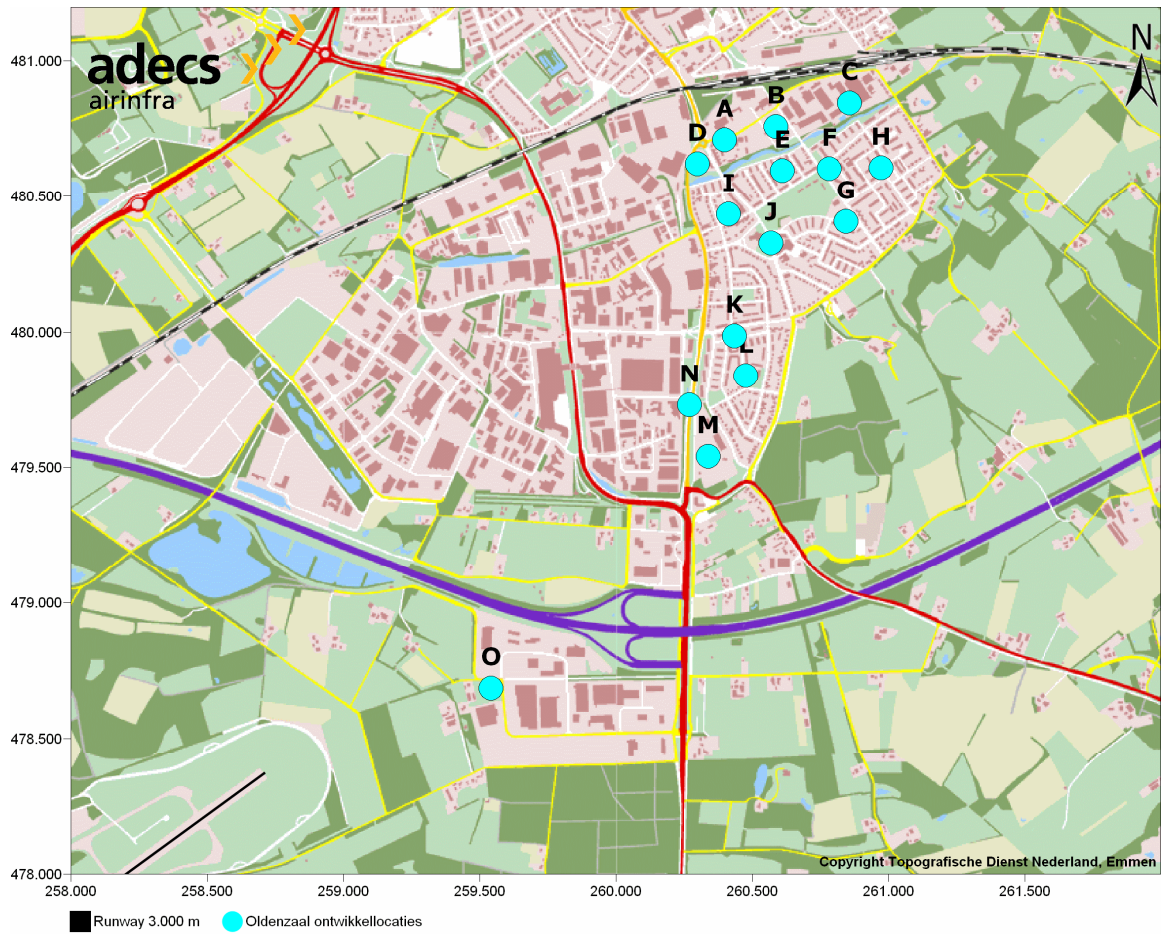 N
481.000
adecs
airinfra
C
B
A
D
E
F
H
480.500
I
G
J
480.000
K
L
N
M
479.500
479.000
O
478.500
Copyright Topografische Dienst Nederland, Emmen
478.000
258.000 258.500 259.000 259.500 260.000 260.500 261.000 261.500
Runway 3.000 m Oldenzaal ontwikkellocaties